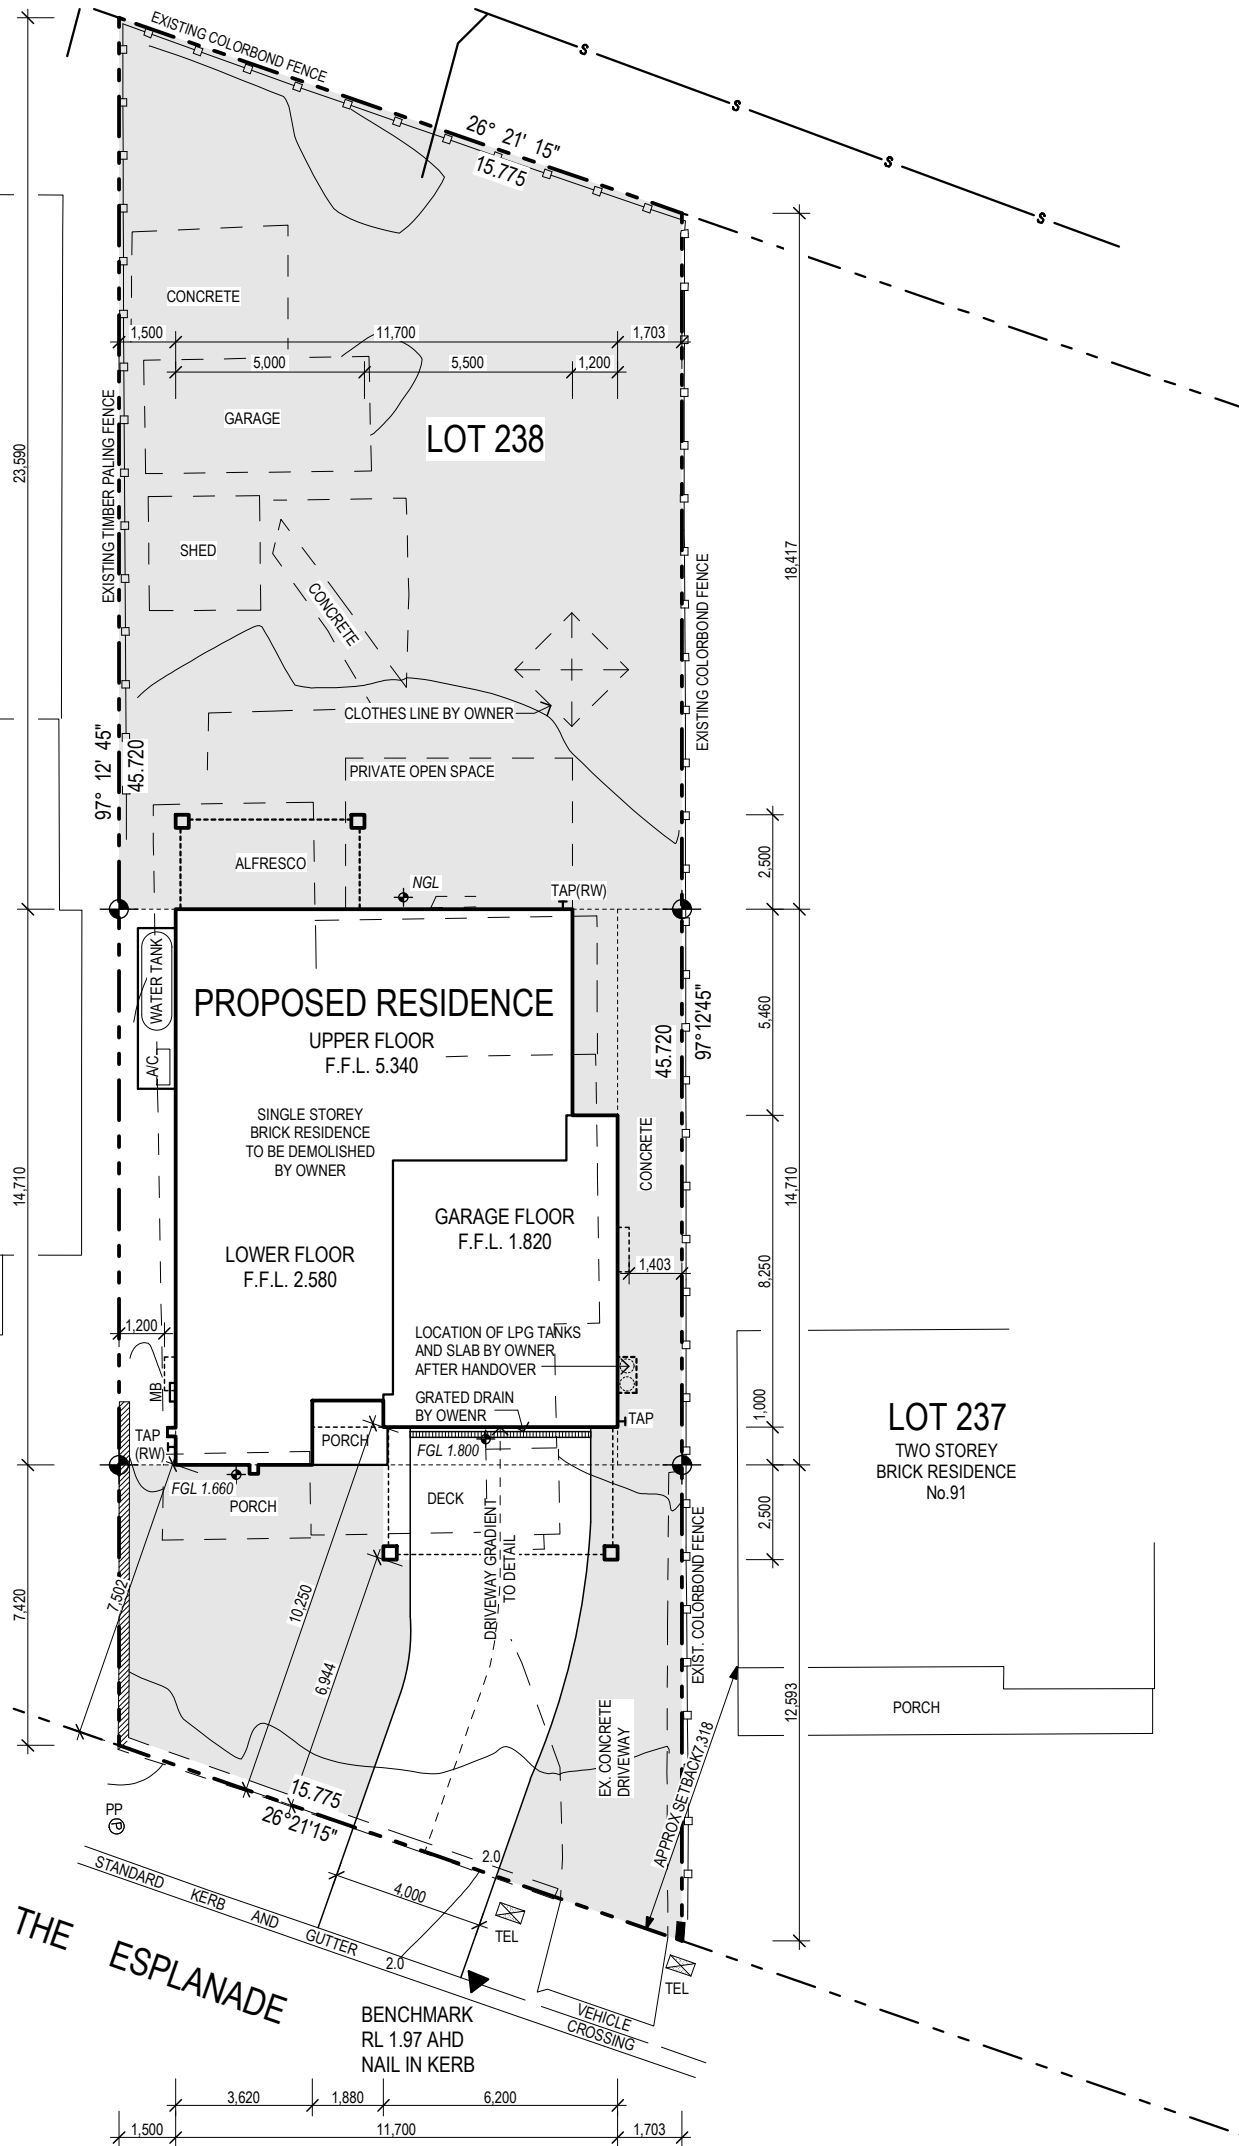 EXISTING COLORBOND FENCE
S
S
S
S
26° 21' 15"
15.775
CONCRETE
1,500
11,700
1,703
5,000
5,500
1,200
GARAGE
LOT 238
23,590
EXISTING TIMBER PALING FENCE
SHED
CONCRETE
18,417
EXISTING COLORBOND FENCE
CLOTHES LINE BY OWNER
97° 12' 45"
45.720
PRIVATE OPEN SPACE
ALFRESCO
2,500
NGL
TAP(RW)
WATER TANK
A/C
PROPOSED RESIDENCE
UPPER FLOOR
F.F.L. 5.340
SINGLE STOREY
BRICK RESIDENCE
TO BE DEMOLISHED
BY OWNER
45.720
97°12'45"
5,460
CONCRETE
14,710
14,710
GARAGE FLOOR
F.F.L. 1.820
LOWER FLOOR
F.F.L. 2.580
1,403
8,250
1,200
LOCATION OF LPG TANKS
AND SLAB BY OWNER
AFTER HANDOVER
MB
GRATED DRAIN
BY OWENR
1,000
TAP
TAP
(RW)
PORCH
FGL 1.800
LOT 237
TWO STOREY
BRICK RESIDENCE
No.91
FGL 1.660
PORCH
DECK
2,500
DRIVEWAY GRADIENT
TO DETAIL
EXIST. COLORBOND FENCE
7,420
7,502
10,250
6,944
PORCH
12,593
EX. CONCRETE
DRIVEWAY
APPROX SETBACK7,318
15.775
26°21'15"
PP
P
2.0
STANDARD KERB AND GUTTER
4,000
TEL
2.0
TEL
THE ESPLANADE
BENCHMARK
RL 1.97 AHD
NAIL IN KERB
VEHICLE
CROSSING
3,620
1,880
6,200
1,500
11,700
1,703